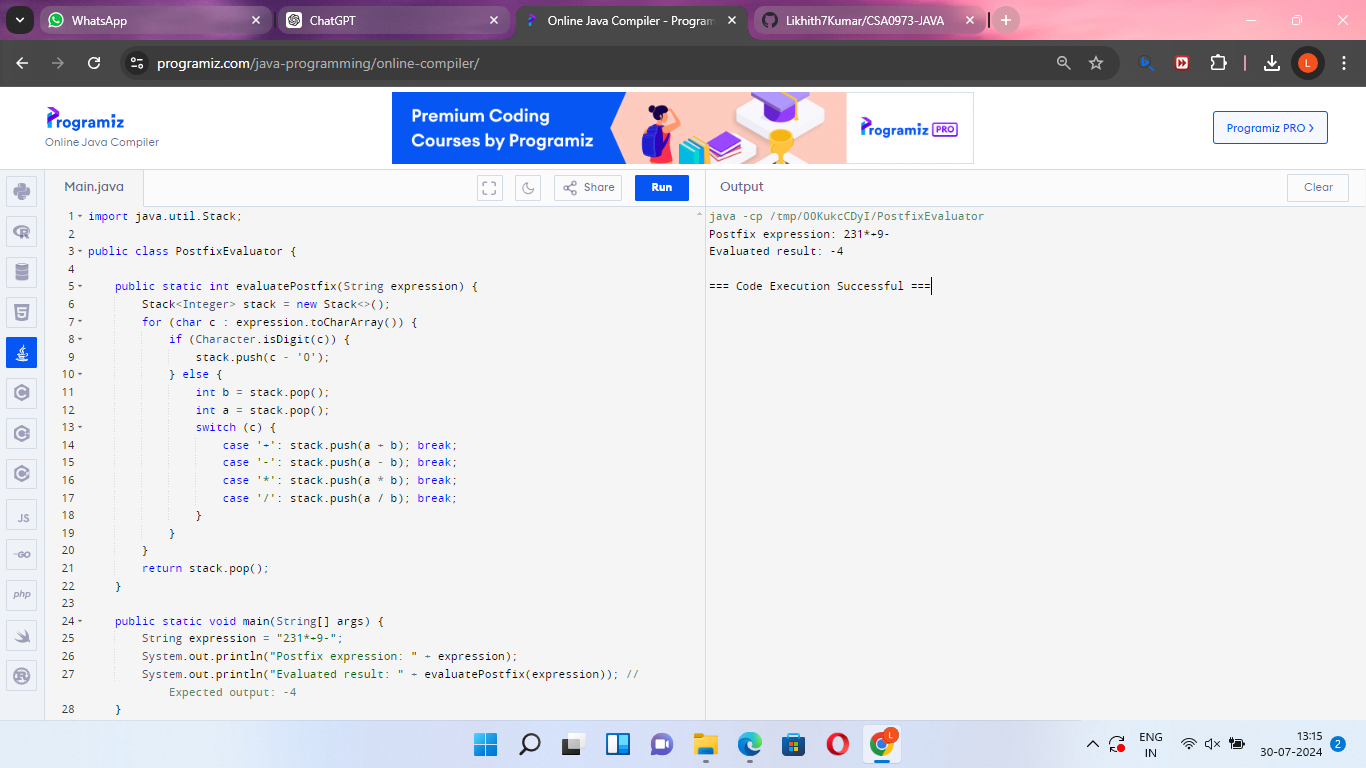 WhatsApp
ChatGPT
Online Java Compiler - Program
Likhith7Kumar/CSA0973-JAVA
programiz.com/java-programming/online-compiler/
L
Programiz
Online Java Compiler
Premium Coding
Courses by Programiz
Programiz PRO
Programiz PRO >
Main.java
Share
Run
Output
Clear
1 import java.util.Stack;
2
3 public class PostfixEvaluator {
4
5 public static int evaluatePostfix(String expression) {
6 Stack<Integer> stack = new Stack<>();
7 for (char c : expression.toCharArray()) {
8 if (Character.isDigit(c)) {
9 stack.push(c - '0');
10 } else {
11 int b = stack.pop();
12 int a = stack.pop();
13 switch (c) {
14 case '+': stack.push(a + b); break;
15 case '-': stack.push(a - b); break;
16 case '*': stack.push(a * b); break;
17 case '/': stack.push(a / b); break;
18 }
19 }
20 }
21 return stack.pop();
22 }
23
24 public static void main(String[] args) {
25 String expression = "231*+9-";
26 System.out.println("Postfix expression: " + expression);
27 System.out.println("Evaluated result: " + evaluatePostfix(expression)); //
Expected output: -4
28 }
java -cp /tmp/OOKukcCDyI/PostfixEvaluator
Postfix expression: 231*+9-
Evaluated result: -4
=== Code Execution Successful ===
JS
GO
php
L
ENG
IN
13:15
30-07-2024
2